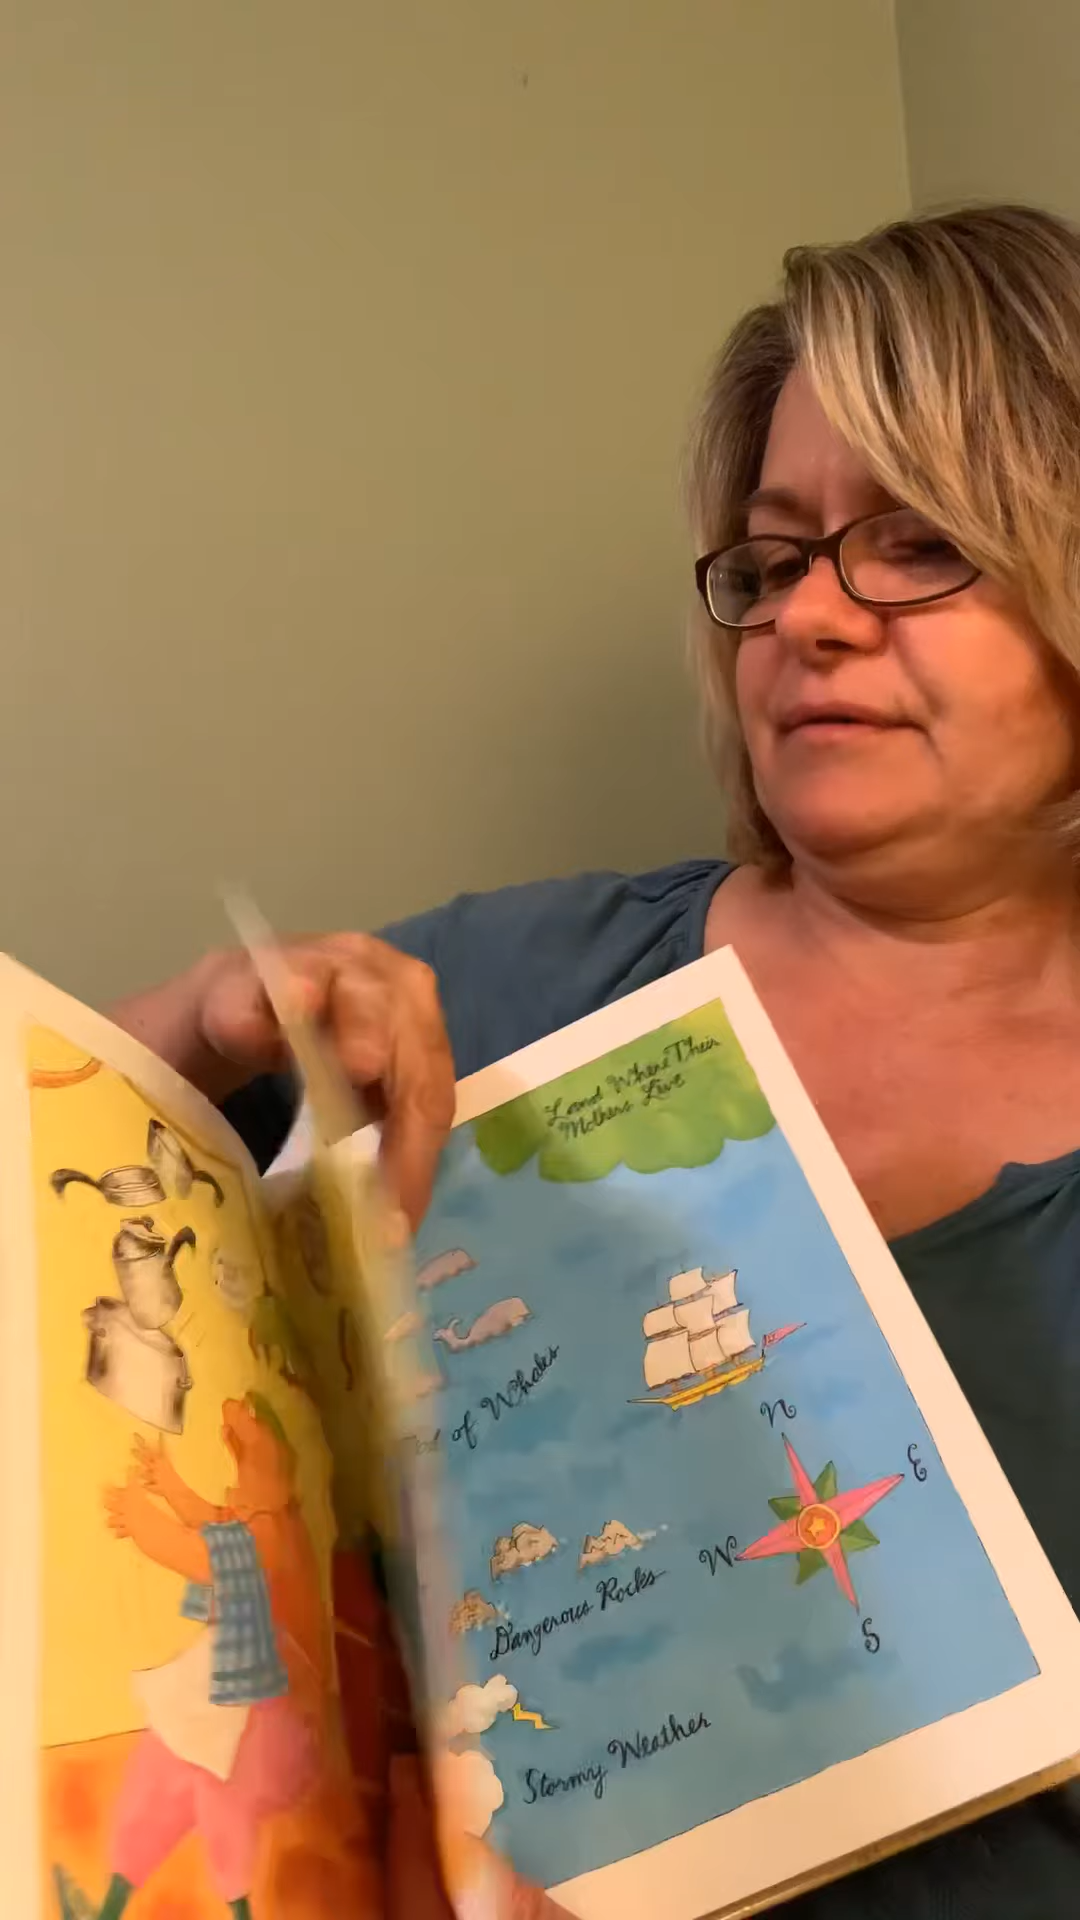 Land Where Their
Mothers Live
of Whales
N
E
W
S
Dangerous Rocks
Stormy Weather